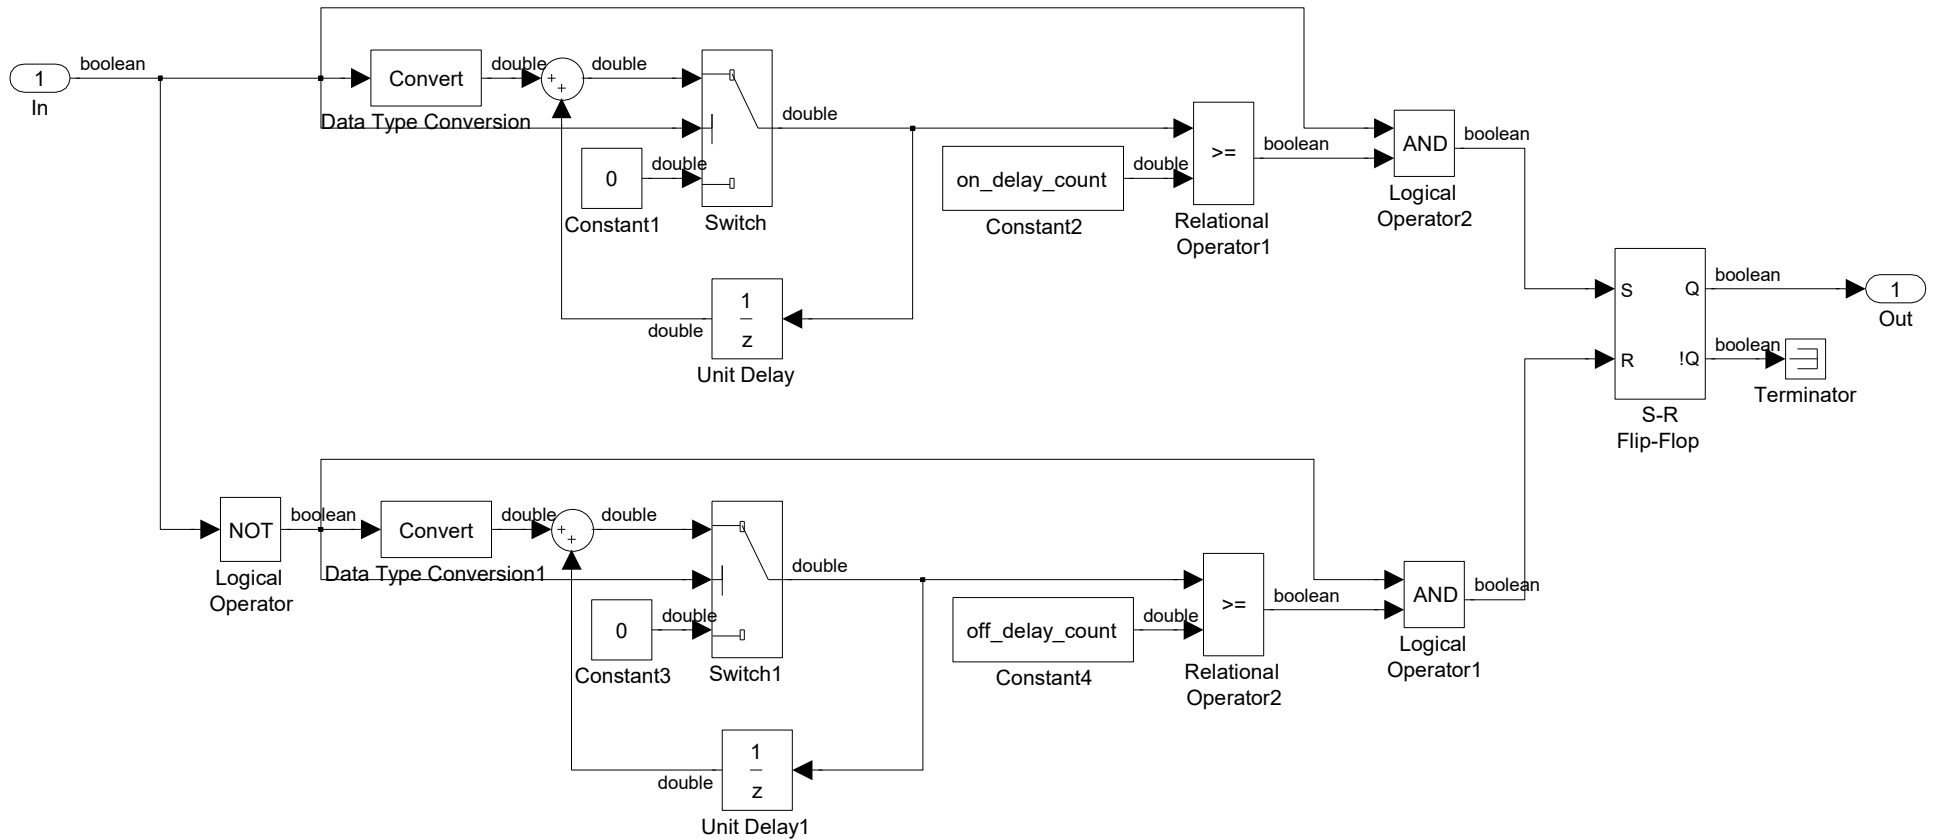 boolean
1
In
Convert
Data Type Conversion
double
+
+
double
0
Constant1
double
Switch
double
1
z
Unit Delay
double
on_delay_count
Constant2
double
>=
Relational
Operator1
boolean
AND
Logical
Operator2
boolean
S
Q
R
!Q
S-R
Flip-Flop
boolean
1
Out
boolean
Terminator
NOT
Logical
Operator
boolean
Convert
Data Type Conversion1
double
+
+
double
0
Constant3
double
Switch1
double
1
z
Unit Delay1
double
off_delay_count
Constant4
double
>=
Relational
Operator2
boolean
AND
Logical
Operator1
boolean